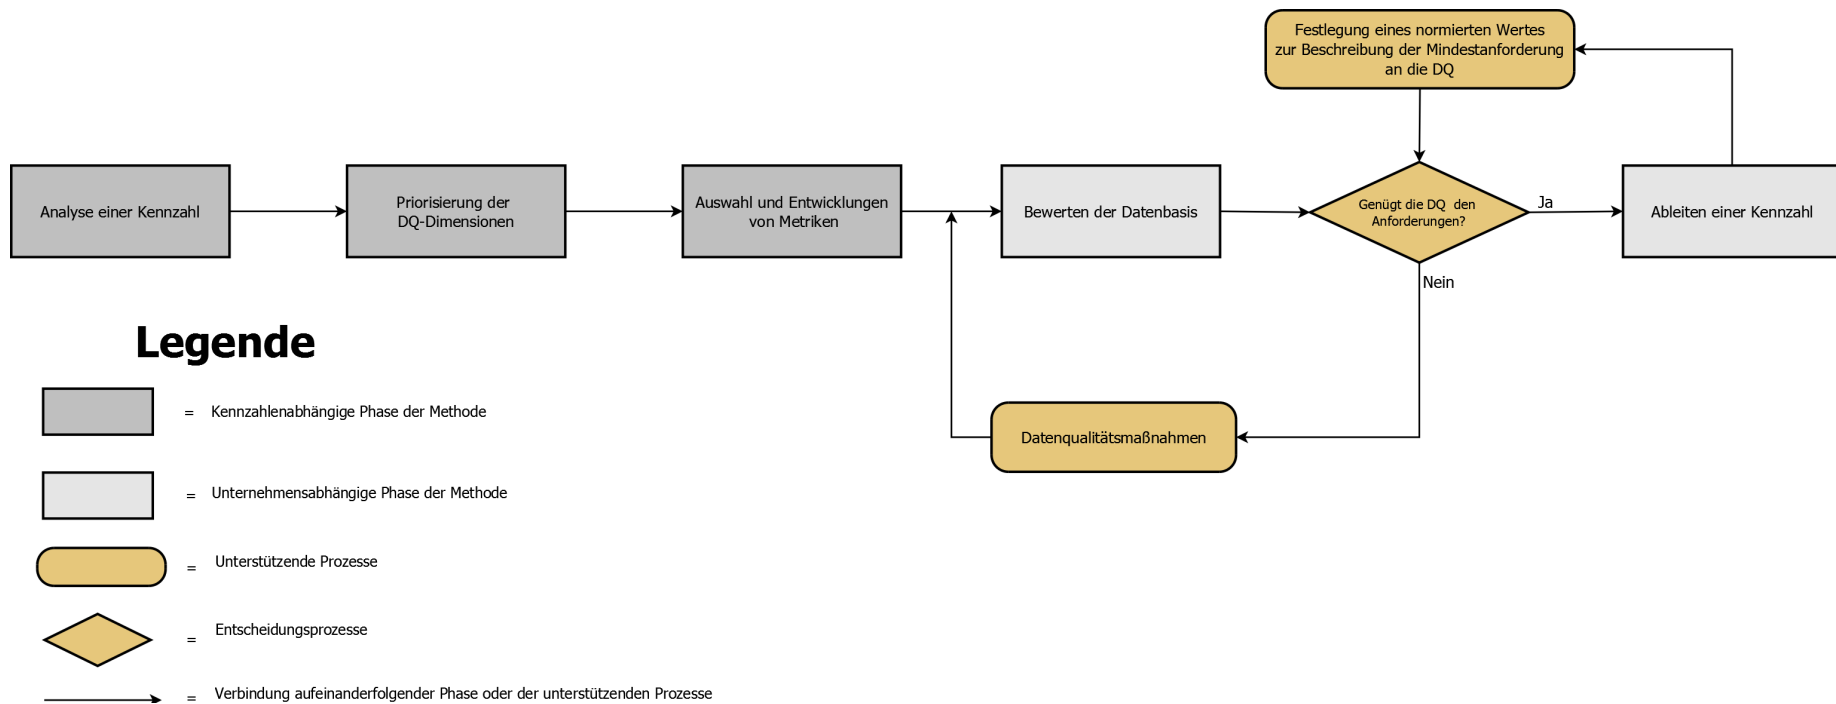 Festlegung eines normierten Wertes
zur Beschreibung der Mindestanforderung
an die DQ
Analyse einer Kennzahl
Priorisierung der
DQ-Dimensionen
Auswahl und Entwicklungen
von Metriken
Bewerten der Datenbasis
Genügt die DQ den
Anforderungen?
Ja
Ableiten einer Kennzahl
Nein
Datenqualitätsmaßnahmen
Legende
= Kennzahlenabhängige Phase der Methode
= Unternehmensabhängige Phase der Methode
= Unterstützende Prozesse
= Entscheidungsprozesse
= Verbindung aufeinanderfolgender Phase oder der unterstützenden Prozesse